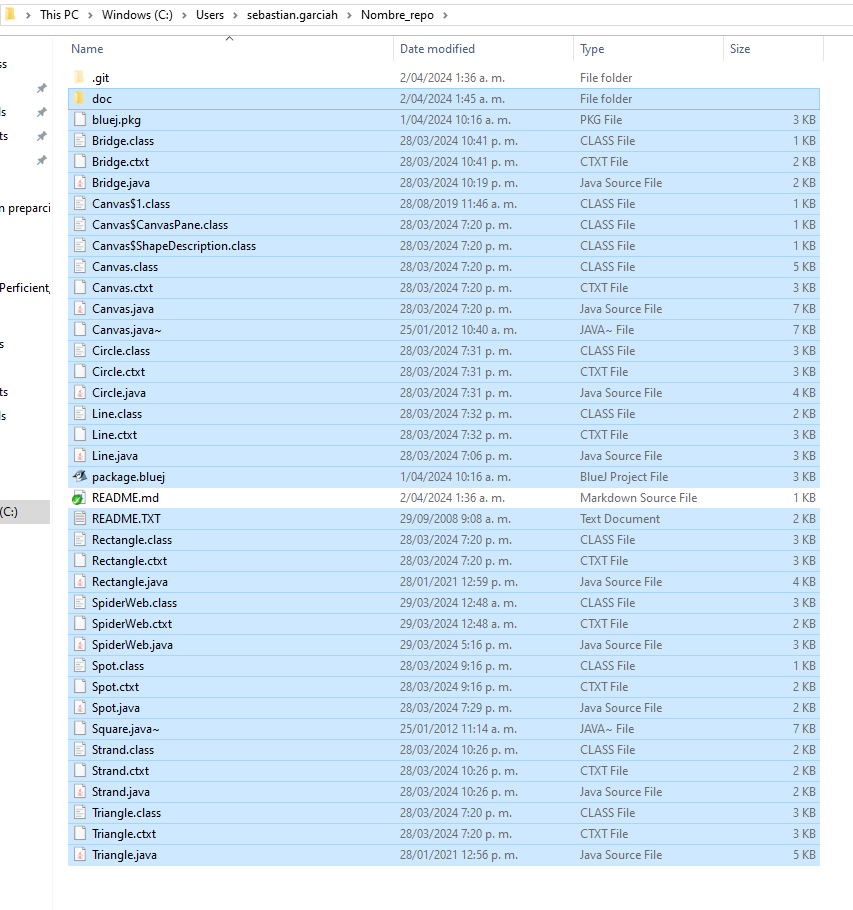 This PC > Windows (C:) > Users > sebastian.garciah > Nombre_repo >
Name Date modified Type Size
.git 2/04/2024 1:36 a. m. File folder
doc 2/04/2024 1:45 a. m. File folder
bluej.pkg 1/04/2024 10:16 a. m. PKG File 3 KB
Bridge.class 28/03/2024 10:41 p. m. CLASS File 1 KB
Bridge.ctxt 28/03/2024 10:41 p. m. CTXT File 2 KB
Bridge.java 28/03/2024 10:19 p. m. Java Source File 2 KB
Canvas$1.class 28/08/2019 11:46 a. m. CLASS File 1 KB
Canvas$CanvasPane.class 28/03/2024 7:20 p. m. CLASS File 1 KB
Canvas$ShapeDescription.class 28/03/2024 7:20 p. m. CLASS File 1 KB
Canvas.class 28/03/2024 7:20 p. m. CLASS File 5 KB
Canvas.ctxt 28/03/2024 7:20 p. m. CTXT File 3 KB
Canvas.java 28/03/2024 7:20 p. m. Java Source File 7 KB
Canvas.java~ 25/01/2012 10:40 a. m. JAVA~ File 7 KB
Circle.class 28/03/2024 7:31 p. m. CLASS File 3 KB
Circle.ctxt 28/03/2024 7:31 p. m. CTXT File 3 KB
Circle.java 28/03/2024 7:31 p. m. Java Source File 4 KB
Line.class 28/03/2024 7:32 p. m. CLASS File 2 KB
Line.ctxt 28/03/2024 7:32 p. m. CTXT File 3 KB
Line.java 28/03/2024 7:06 p. m. Java Source File 3 KB
package.bluej 1/04/2024 10:16 a. m. BlueJ Project File 3 KB
README.md 2/04/2024 1:36 a. m. Markdown Source File 1 KB
README.TXT 29/09/2008 9:08 a. m. Text Document 2 KB
Rectangle.class 28/03/2024 7:20 p. m. CLASS File 3 KB
Rectangle.ctxt 28/03/2024 7:20 p. m. CTXT File 3 KB
Rectangle.java 28/01/2021 12:59 p. m. Java Source File 4 KB
SpiderWeb.class 29/03/2024 12:48 a. m. CLASS File 3 KB
SpiderWeb.ctxt 29/03/2024 12:48 a. m. CTXT File 2 KB
SpiderWeb.java 29/03/2024 5:16 p. m. Java Source File 3 KB
Spot.class 28/03/2024 9:16 p. m. CLASS File 1 KB
Spot.ctxt 28/03/2024 9:16 p. m. CTXT File 2 KB
Spot.java 28/03/2024 7:29 p. m. Java Source File 2 KB
Square.java~ 25/01/2012 11:14 a. m. JAVA~ File 7 KB
Strand.class 28/03/2024 10:26 p. m. CLASS File 2 KB
Strand.ctxt 28/03/2024 10:26 p. m. CTXT File 2 KB
Strand.java 28/03/2024 10:26 p. m. Java Source File 2 KB
Triangle.class 28/03/2024 7:20 p. m. CLASS File 3 KB
Triangle.ctxt 28/03/2024 7:20 p. m. CTXT File 3 KB
Triangle.java 28/01/2021 12:56 p. m. Java Source File 5 KB
n preparci
Perficient,
(C:)